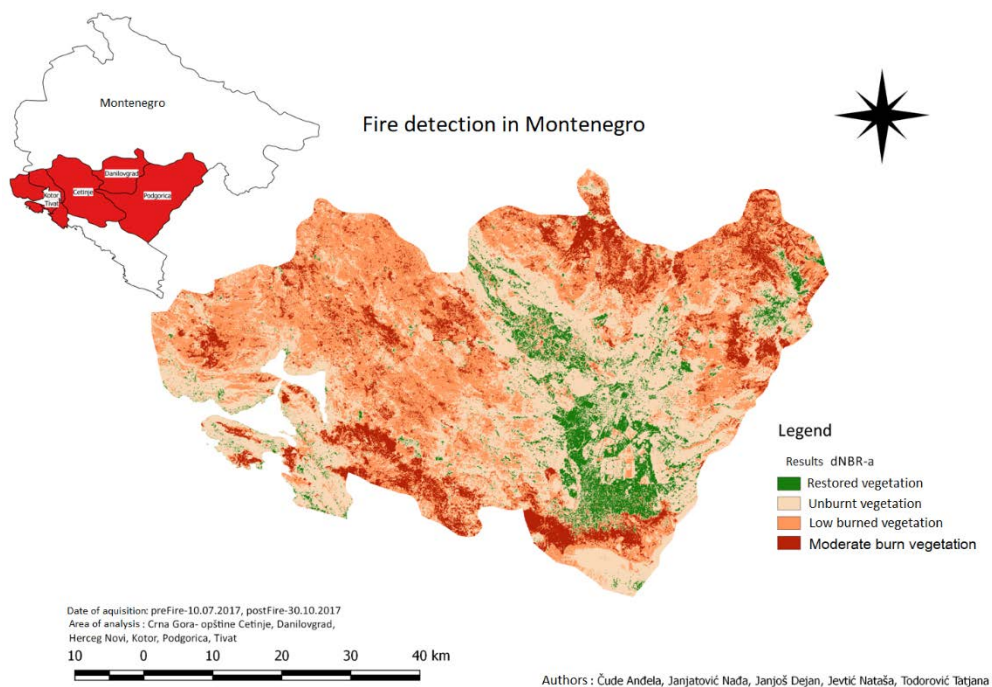 Montenegro
Fire detection in Montenegro
Danilovgrad
Cetinje
Kotor
Tivat
Podgorica
Legend
Results dNBR-a
Restored vegetation
Unburnt vegetation
Low burned vegetation
Moderate burn vegetation
Date of aquisition: preFire-10.07.2017, postFire-30.10.2017
Area of analysis : Crna Gora- opštine Cetinje, Danilovgrad,
Herceg Novi, Kotor, Podgorica, Tivat
10 0 10 20 30 40 km
Authors : Čude Anđela, Janjatović Nađa, Janjoš Dejan, Jevtić Nataša, Todorović Tatjana